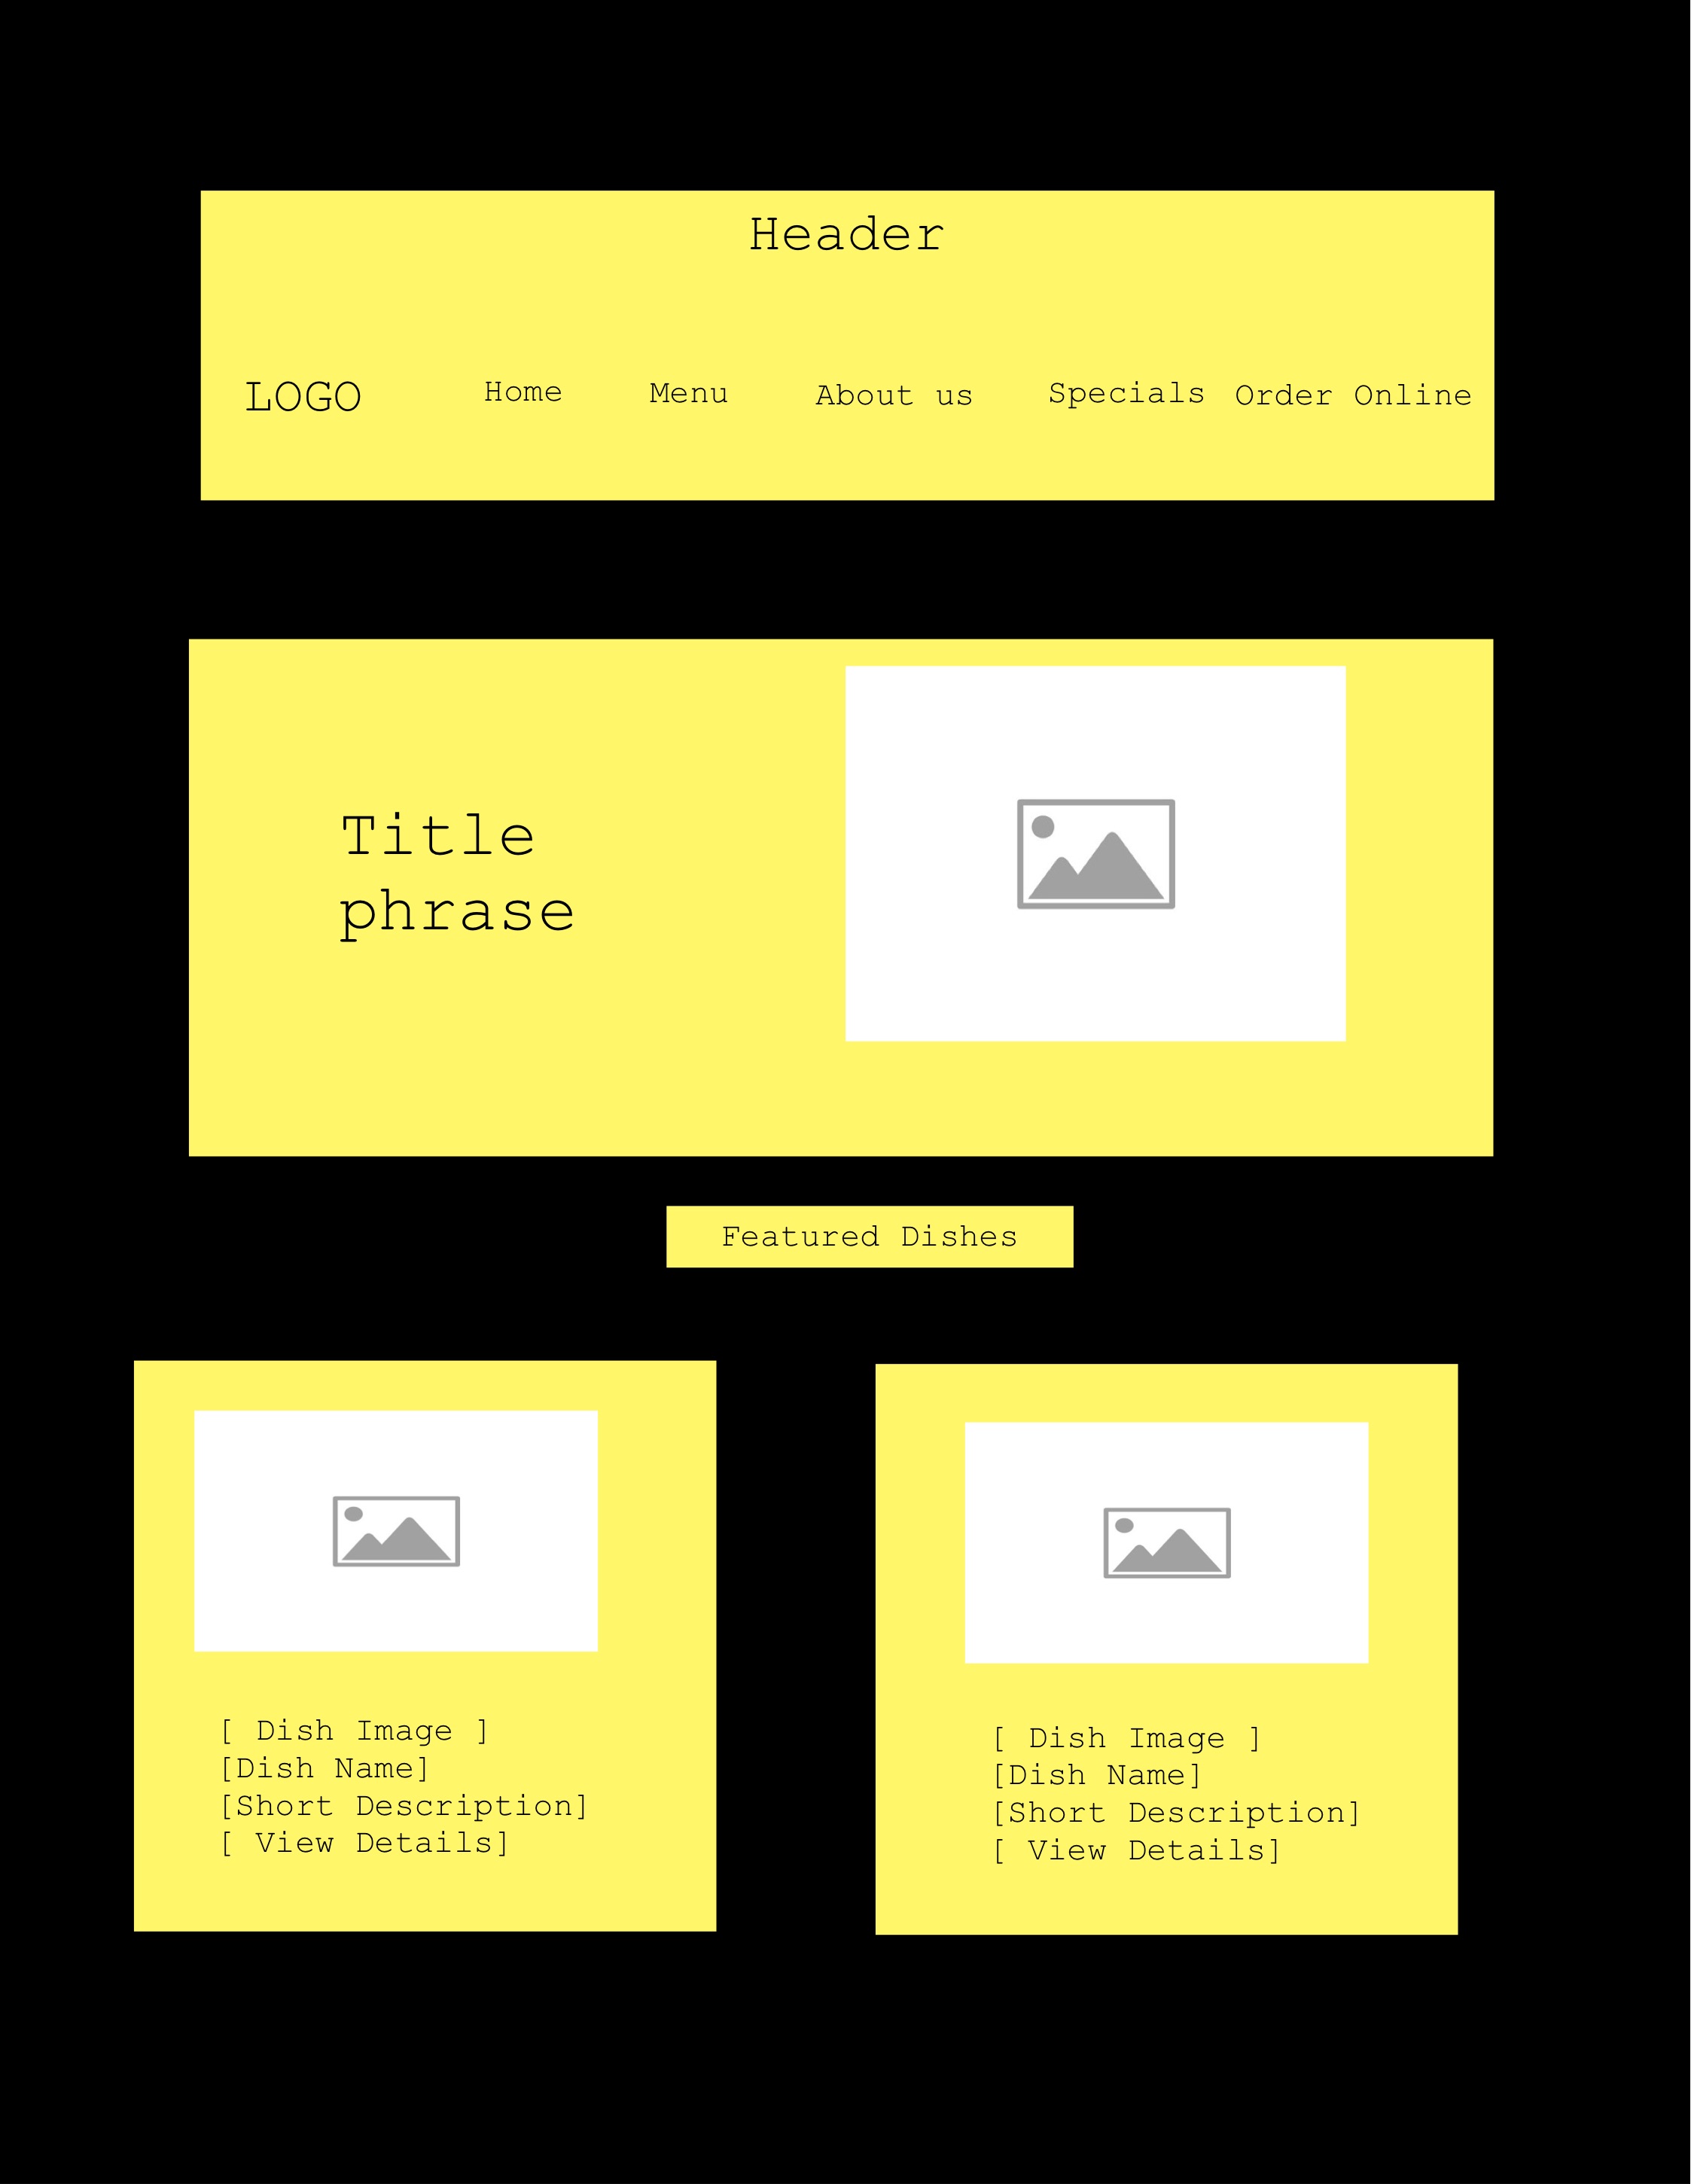 Header
LOGO Home Menu About us Specials Order Online
Title
phrase
Featured Dishes
[ Dish Image ]
[Dish Name]
[Short Description]
[ View Details]
[ Dish Image ]
[Dish Name]
[Short Description]
[ View Details]